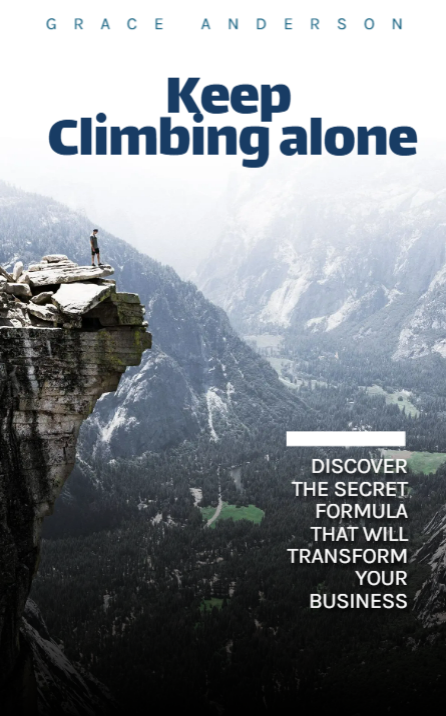 GRACE ANDERSON
Keep
Climbing alone
DISCOVER
THE SECRET
FORMULA
THAT WILL
TRANSFORM
YOUR
BUSINESS